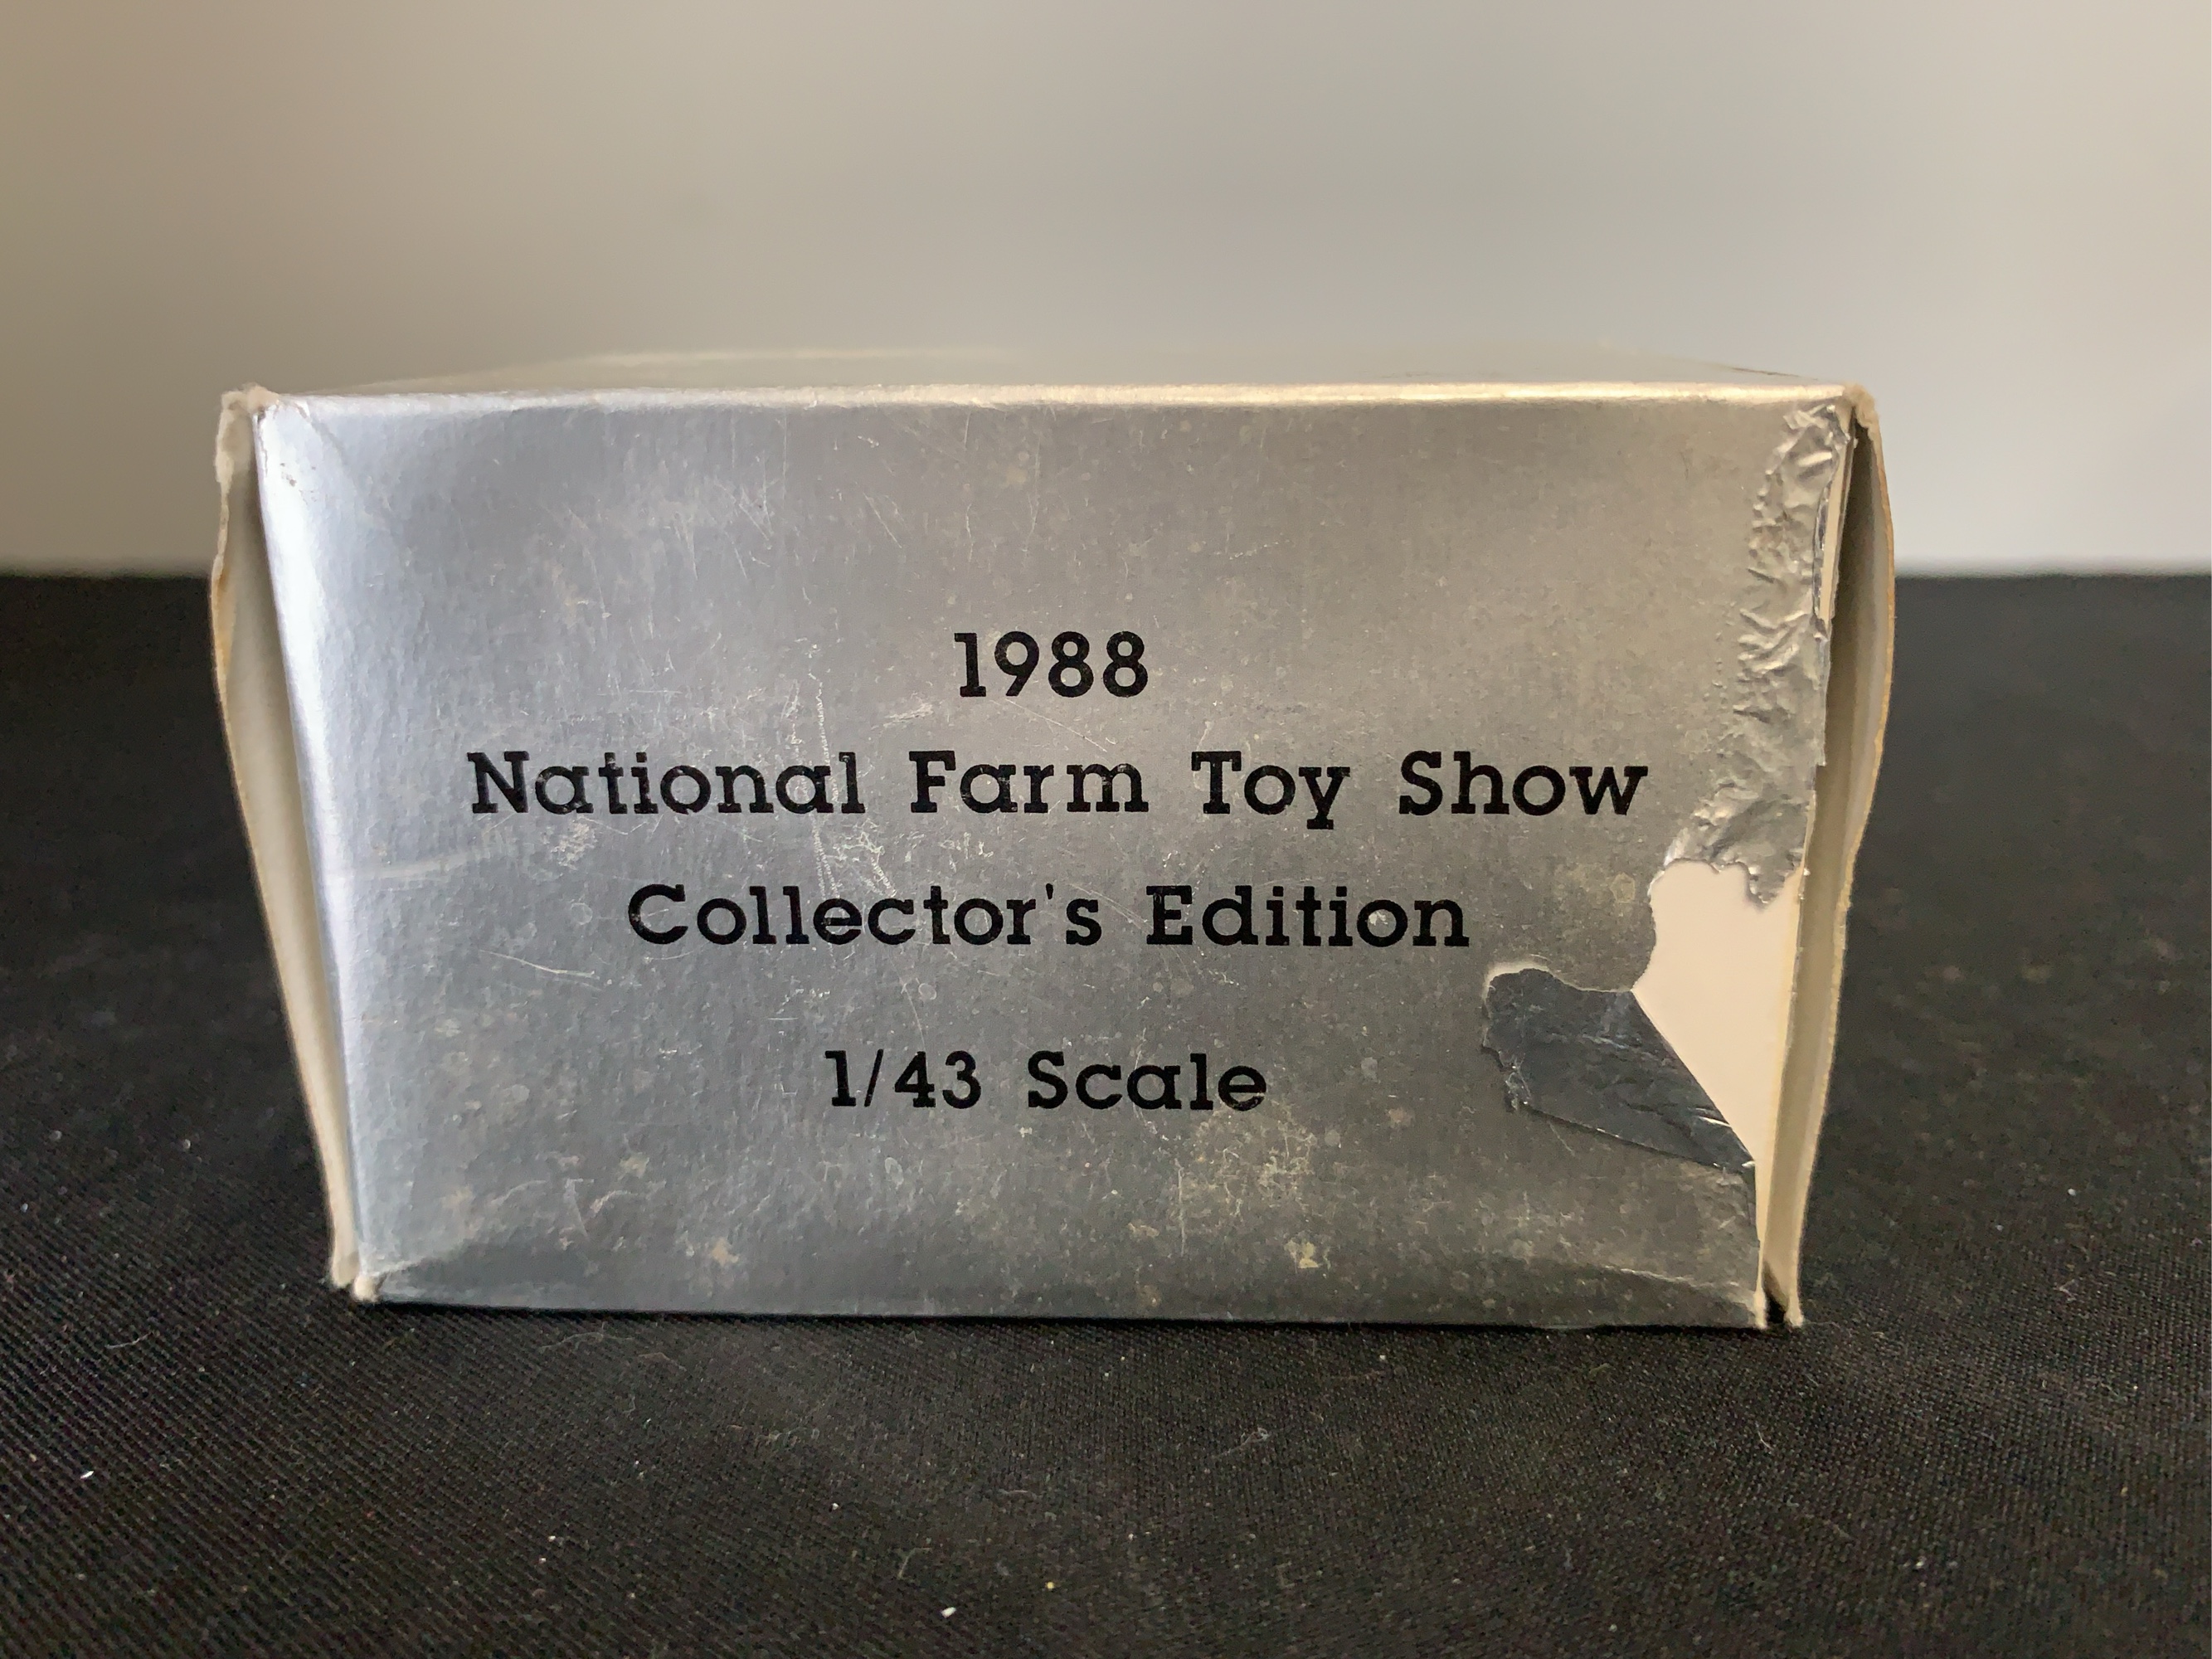 1988
National Farm Toy Show
Collector's Edition
1/43 Scale